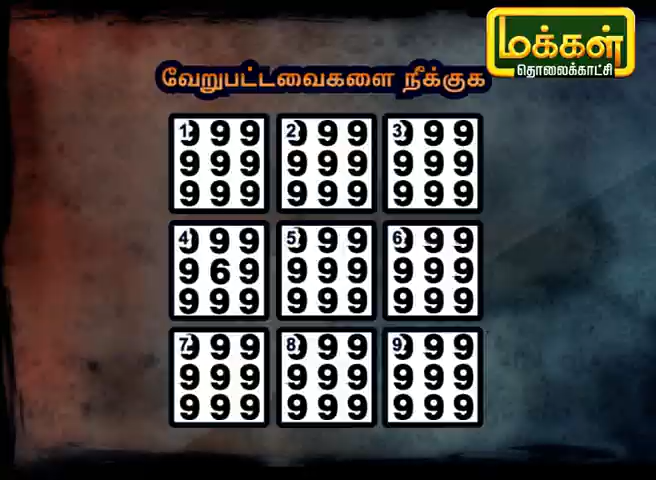 மக்கள்
தொலைக்காட்சி
வேறுபட்டவைகளை நீக்குக
1 9 9 9 2 9 9 9 3 9 9 9
9 9 9 9 9 9 9 9 9
9 9 9 9 9 9 9 9 9
4 9 9 9 5 9 9 9 6 9 9 9
9 6 9 9 9 9 9 9 9
9 9 9 9 9 9 9 9 9
7 9 9 9 8 9 9 9 9 9 9 9
9 9 9 9 9 9 9 9 9
9 9 9 9 9 9 9 9 9